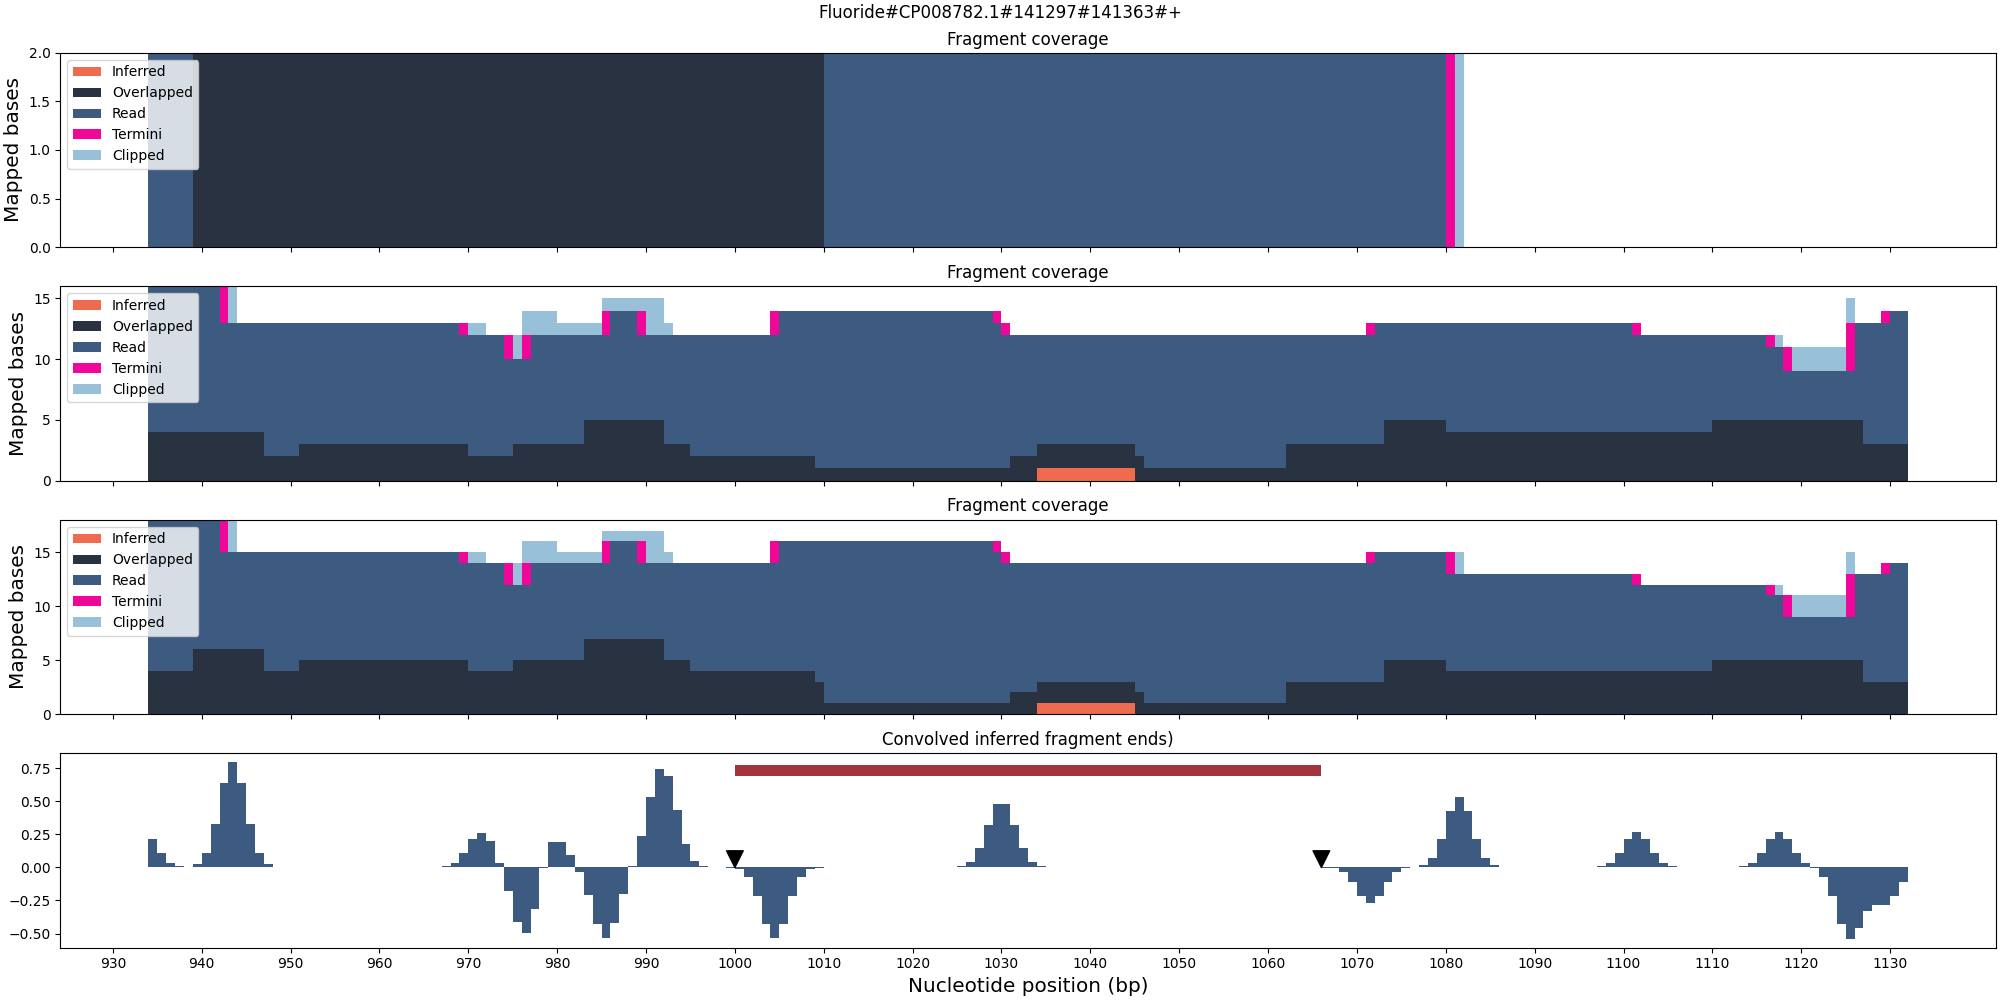 Fluoride#CP008782.1#141297#141363#+
Fragment coverage
Mapped bases
2.0
1.5
1.0
0.5
0.0
Inferred
Overlapped
Read
Termini
Clipped
Fragment coverage
Mapped bases
15
10
5
0
Inferred
Overlapped
Read
Termini
Clipped
Fragment coverage
Mapped bases
15
10
5
0
Inferred
Overlapped
Read
Termini
Clipped
Convolved inferred fragment ends)
0.75
0.50
0.25
0.00
−0.25
−0.50
930 940 950 960 970 980 990 1000 1010 1020 1030 1040 1050 1060 1070 1080 1090 1100 1110 1120 1130
Nucleotide position (bp)